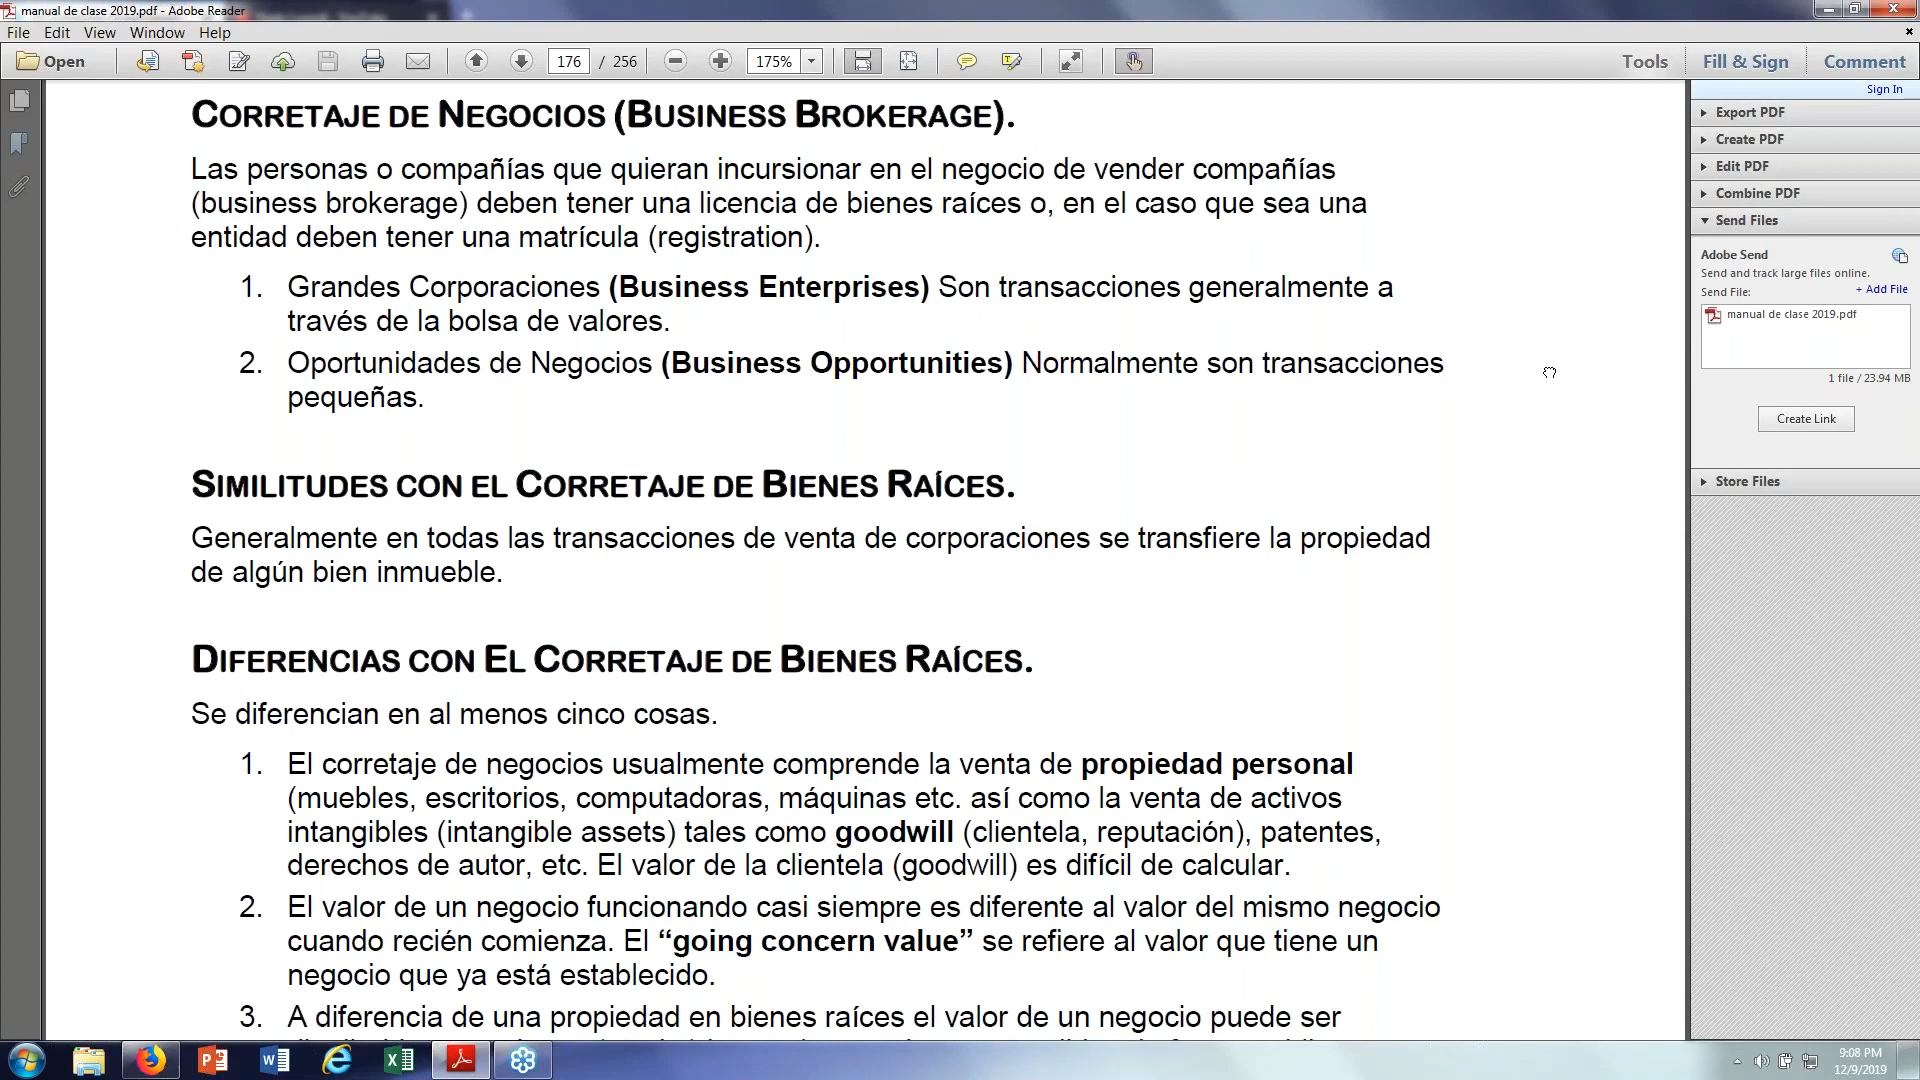 manual de clase 2019.pdf - Adobe Reader
File Edit View Window Help
Open 176 / 256 175% Tools Fill & Sign Comment
Sign In
Export PDF
Create PDF
Edit PDF
Combine PDF
Send Files
Adobe Send
Send and track large files online.
Send File: + Add File
manual de clase 2019.pdf
1 file / 23.94 MB
Create Link
Store Files
CORRETAJE DE NEGOCIOS (BUSINESS BROKERAGE).
Las personas o compañías que quieran incursionar en el negocio de vender compañías
(business brokerage) deben tener una licencia de bienes raíces o, en el caso que sea una
entidad deben tener una matrícula (registration).
1. Grandes Corporaciones (Business Enterprises) Son transacciones generalmente a
través de la bolsa de valores.
2. Oportunidades de Negocios (Business Opportunities) Normalmente son transacciones
pequeñas.
SIMILITUDES CON EL CORRETAJE DE BIENES RAÍCES.
Generalmente en todas las transacciones de venta de corporaciones se transfiere la propiedad
de algún bien inmueble.
DIFERENCIAS CON EL CORRETAJE DE BIENES RAÍCES.
Se diferencian en al menos cinco cosas.
1. El corretaje de negocios usualmente comprende la venta de propiedad personal
(muebles, escritorios, computadoras, máquinas etc. así como la venta de activos
intangibles (intangible assets) tales como goodwill (clientela, reputación), patentes,
derechos de autor, etc. El valor de la clientela (goodwill) es difícil de calcular.
2. El valor de un negocio funcionando casi siempre es diferente al valor del mismo negocio
cuando recién comienza. El “going concern value” se refiere al valor que tiene un
negocio que ya está establecido.
3. A diferencia de una propiedad en bienes raíces el valor de un negocio puede ser
9:08 PM
12/9/2019